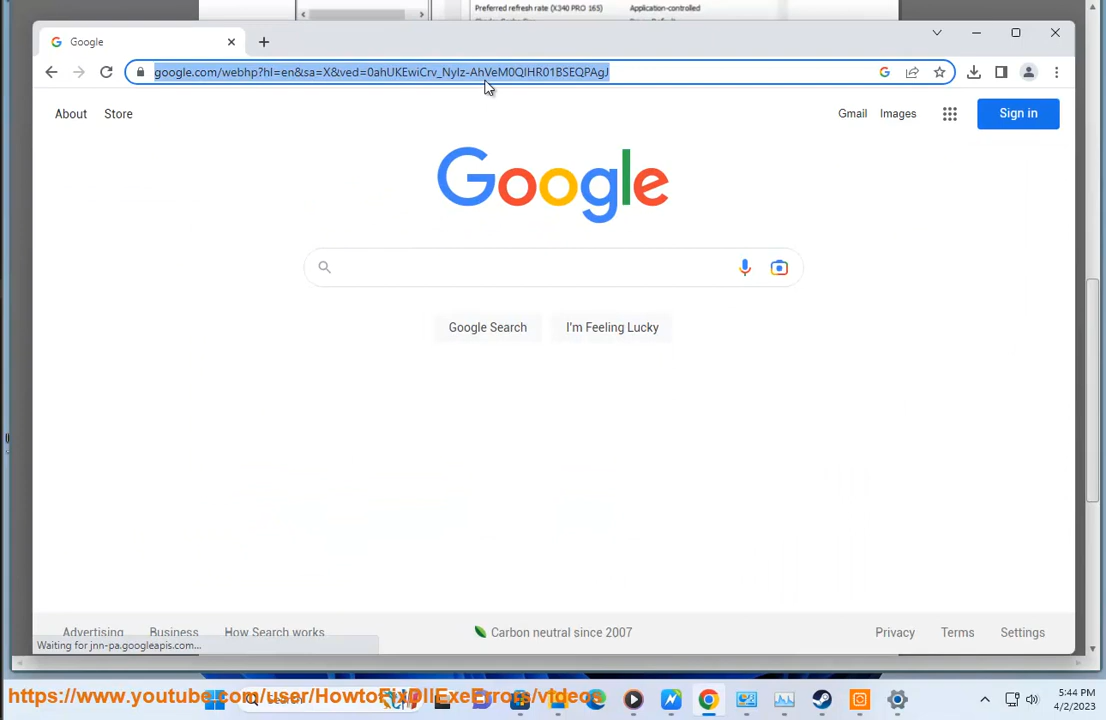 Preferred refresh rate (X340 PRO 165) Application-controlled
Google
google.com/webhp?hl=en&sa=X&ved=0ahUKEwiCrv_NyIz-AhVeM0QIHR01BSEQPAgJ
About Store Gmail Images Sign in
Google
Google Search I'm Feeling Lucky
Carbon neutral since 2007
Advertising Business How Search works Privacy Terms Settings
Waiting for jnn-pa.googleapis.com...
https://www.youtube.com/user/HowtoFixDllExeErrors/videos
Search
5:44 PM
4/2/2023